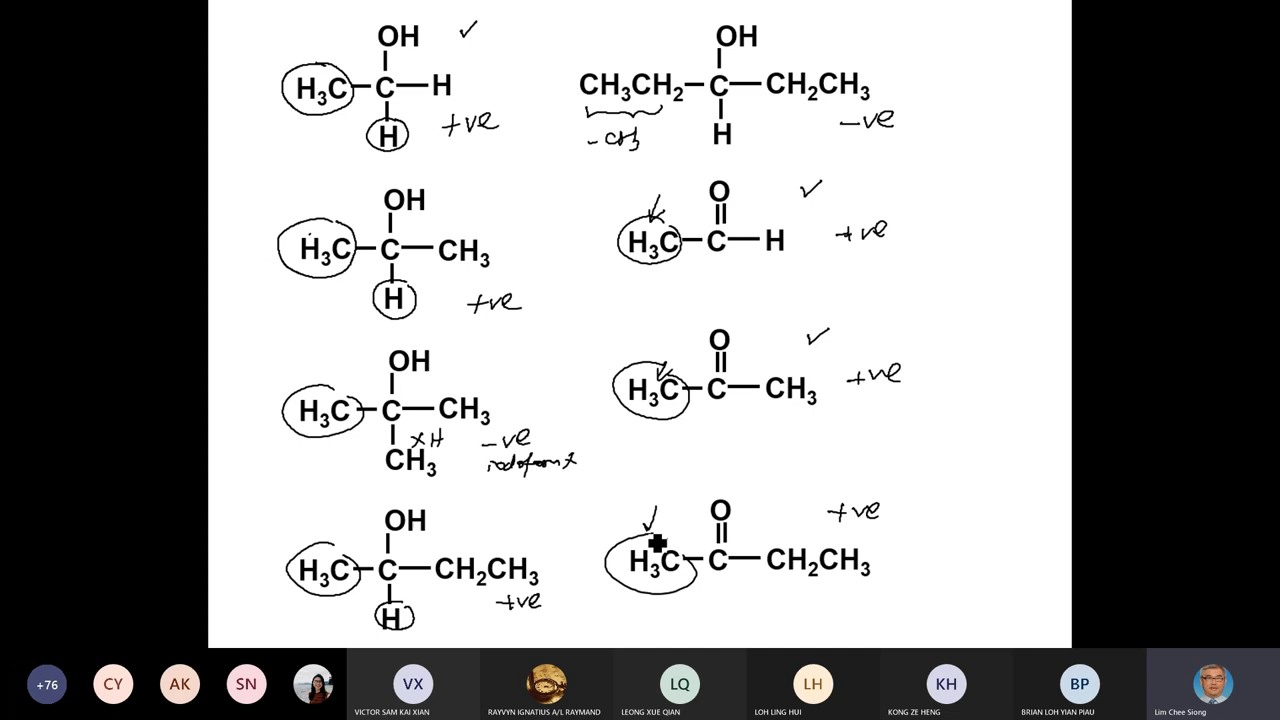 OH ✓
H₃C—C—H
H +ve
OH
H₃C—C—CH₃
H +ve
OH
H₃C—C—CH₃
×H -ve
CH₃ iodoform x
OH
H₃C—C—CH₂CH₃
H +ve
OH
CH₃CH₂—C—CH₂CH₃
-CH3 H -ve
O ✓
H₃C—C—H +ve
O ✓
H₃C—C—CH₃ +ve
O +ve
H₃C—C—CH₂CH₃
+76 CY AK SN VX LQ LH KH BP
VICTOR SAM KAI XIAN
RAYVYN IGNATIUS A/L RAYMAND
LEONG XUE QIAN
LOH LING HUI
KONG ZE HENG
BRIAN LOH YIAN PIAU
Lim Chee Siong